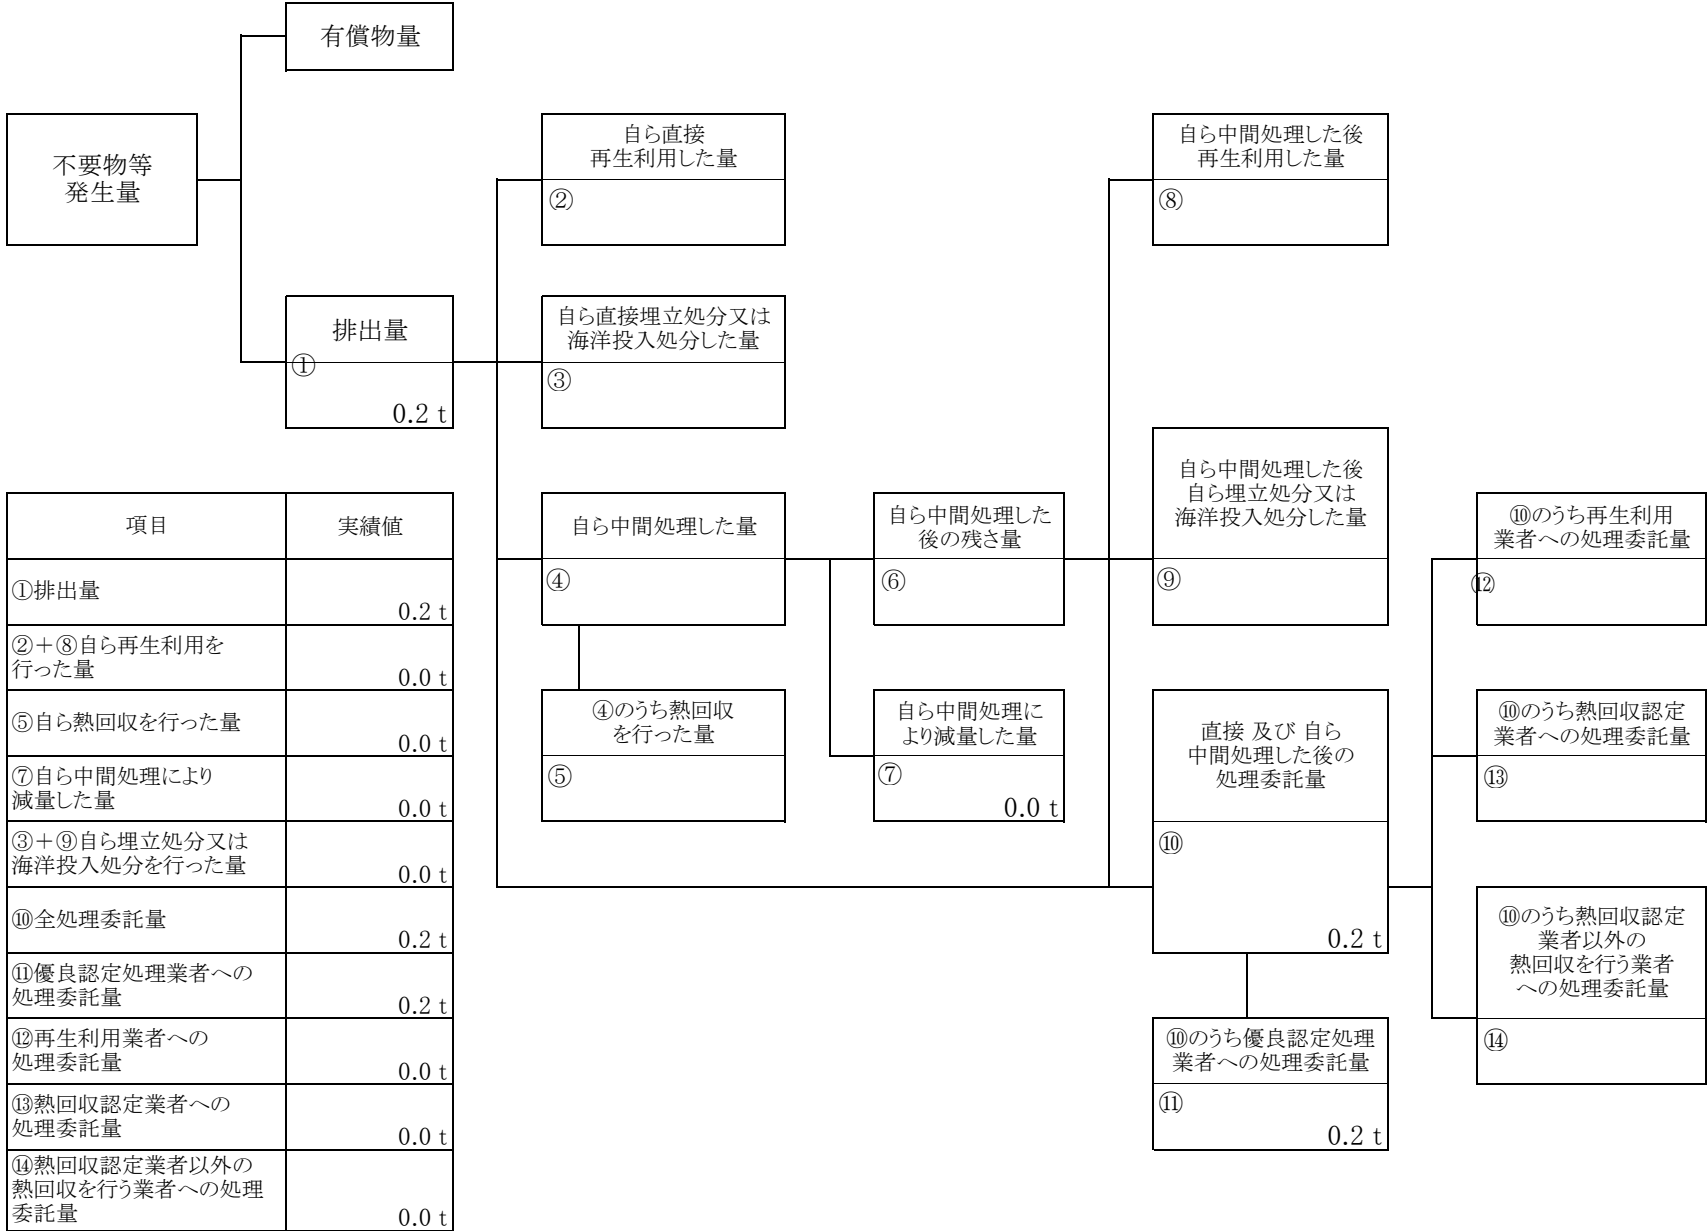 有償物量
不要物等
発生量
自ら直接
再生利用した量
②
自ら中間処理した後
再生利用した量
⑧
排出量
①
0.2 t
自ら直接埋立処分又は
海洋投入処分した量
③
自ら中間処理した量
④
自ら中間処理した
後の残さ量
⑥
自ら中間処理した後
自ら埋立処分又は
海洋投入処分した量
⑨
⑩のうち再生利用
業者への処理委託量
⑫
④のうち熱回収
を行った量
⑤
自ら中間処理に
より減量した量
⑦
0.0 t
直接 及び 自ら
中間処理した後の
処理委託量
⑩
0.2 t
⑩のうち熱回収認定
業者への処理委託量
⑬
⑩のうち熱回収認定
業者以外の
熱回収を行う業者
への処理委託量
⑭
⑩のうち優良認定処理
業者への処理委託量
⑪
0.2 t
項目
実績値
①排出量
0.2 t
②＋⑧自ら再生利用を
行った量
0.0 t
⑤自ら熱回収を行った量
0.0 t
⑦自ら中間処理により
減量した量
0.0 t
③＋⑨自ら埋立処分又は
海洋投入処分を行った量
0.0 t
⑩全処理委託量
0.2 t
⑪優良認定処理業者への
処理委託量
0.2 t
⑫再生利用業者への
処理委託量
0.0 t
⑬熱回収認定業者への
処理委託量
0.0 t
⑭熱回収認定業者以外の
熱回収を行う業者への処理
委託量
0.0 t